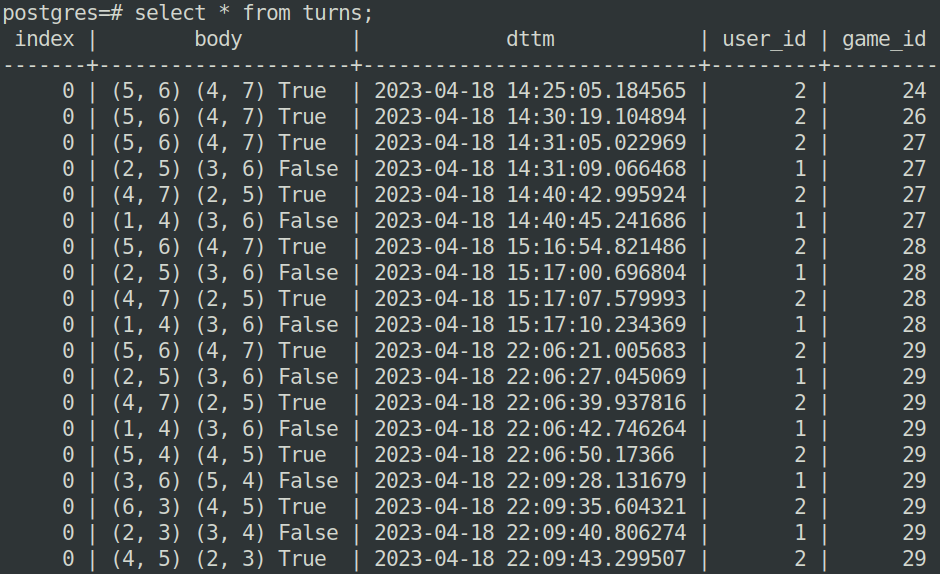 postgres=# select * from turns;
 index |        body         |            dttm            | user_id | game_id
-------+---------------------+----------------------------+---------+---------
     0 | (5, 6) (4, 7) True  | 2023-04-18 14:25:05.184565 |       2 |      24
     0 | (5, 6) (4, 7) True  | 2023-04-18 14:30:19.104894 |       2 |      26
     0 | (5, 6) (4, 7) True  | 2023-04-18 14:31:05.022969 |       2 |      27
     0 | (2, 5) (3, 6) False | 2023-04-18 14:31:09.066468 |       1 |      27
     0 | (4, 7) (2, 5) True  | 2023-04-18 14:40:42.995924 |       2 |      27
     0 | (1, 4) (3, 6) False | 2023-04-18 14:40:45.241686 |       1 |      27
     0 | (5, 6) (4, 7) True  | 2023-04-18 15:16:54.821486 |       2 |      28
     0 | (2, 5) (3, 6) False | 2023-04-18 15:17:00.696804 |       1 |      28
     0 | (4, 7) (2, 5) True  | 2023-04-18 15:17:07.579993 |       2 |      28
     0 | (1, 4) (3, 6) False | 2023-04-18 15:17:10.234369 |       1 |      28
     0 | (5, 6) (4, 7) True  | 2023-04-18 22:06:21.005683 |       2 |      29
     0 | (2, 5) (3, 6) False | 2023-04-18 22:06:27.045069 |       1 |      29
     0 | (4, 7) (2, 5) True  | 2023-04-18 22:06:39.937816 |       2 |      29
     0 | (1, 4) (3, 6) False | 2023-04-18 22:06:42.746264 |       1 |      29
     0 | (5, 4) (4, 5) True  | 2023-04-18 22:06:50.17366  |       2 |      29
     0 | (3, 6) (5, 4) False | 2023-04-18 22:09:28.131679 |       1 |      29
     0 | (6, 3) (4, 5) True  | 2023-04-18 22:09:35.604321 |       2 |      29
     0 | (2, 3) (3, 4) False | 2023-04-18 22:09:40.806274 |       1 |      29
     0 | (4, 5) (2, 3) True  | 2023-04-18 22:09:43.299507 |       2 |      29